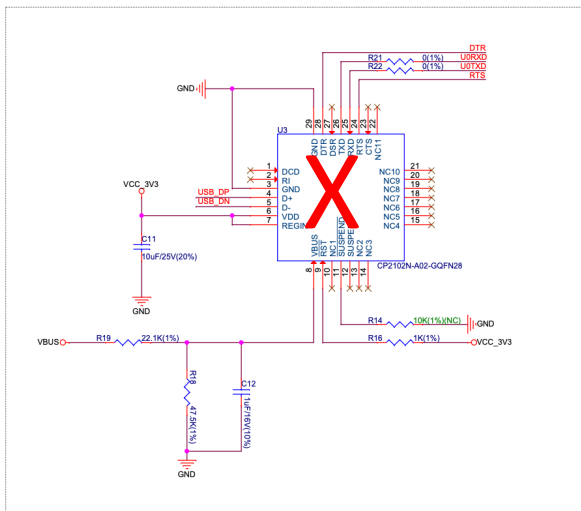 DTR
R21 0(1%) U0RXD
R22 0(1%) U0TXD
RTS
GND
29 28 27 26 25 24 23 22
U3
GND DTR DSR TXD RXD RTS CTS NC11
1 DCD NC10 21
2 RI NC9 20
3 GND NC8 19
USB_DP 4 D+ NC7 18
USB_DN 5 D- NC6 17
VCC_3V3 6 VDD NC5 16
7 REGIN NC4 15
VBUS RST NC1 SUSPEND SUSPE NC2 NC3
CP2102N-A02-GQFN28
8 9 10 11 12 13 14
C11
10uF/25V(20%)
GND
R14 10K(1%)(NC) GND
R16 1K(1%) VCC_3V3
VBUS R19 22.1K(1%)
R18
47.5K(1%)
C12
1uF/16V(10%)
GND